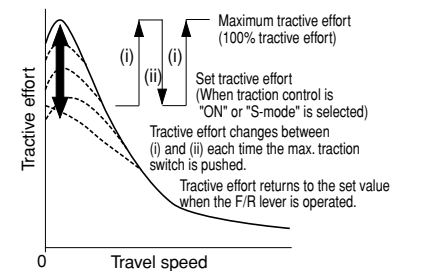 Maximum tractive effort
(100% tractive effort)
(i)
(i)
(ii)
Set tractive effort
(When traction control is
"ON" or "S-mode" is selected)
Tractive effort changes between
(i) and (ii) each time the max. traction
switch is pushed.
Tractive effort returns to the set value
when the F/R lever is operated.
Tractive effort
0
Travel speed